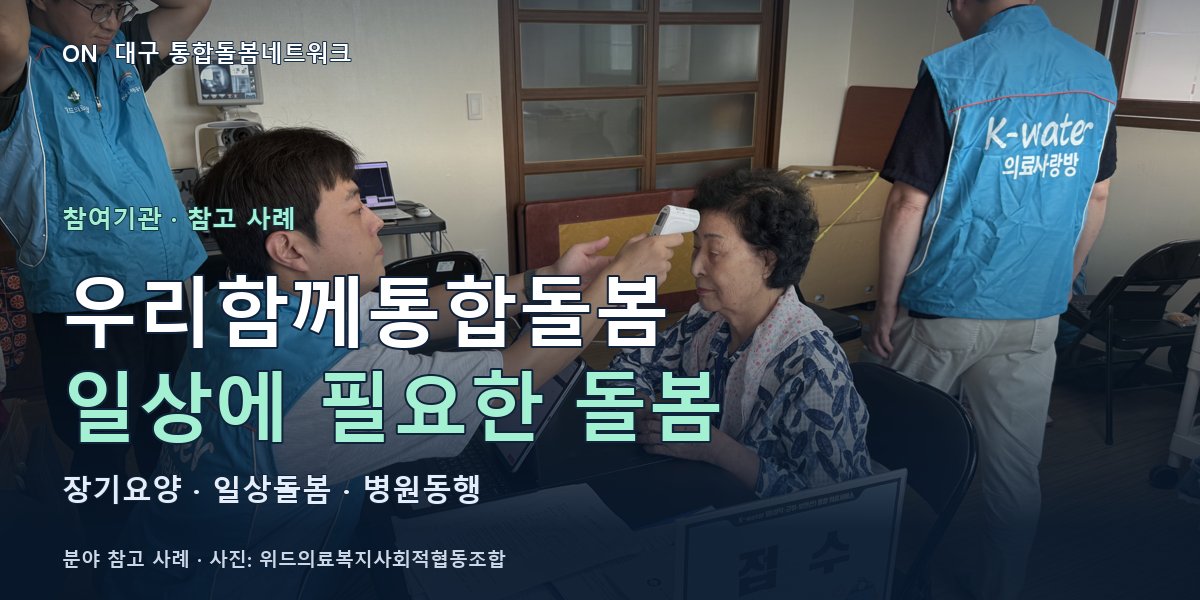 ON 대구 통합돌봄네트워크
K-water
의료사랑방
참여기관 · 참고 사례
우리함께통합돌봄
일상에 필요한 돌봄
장기요양 · 일상돌봄 · 병원동행
접수
분야 참고 사례 · 사진: 위드의료복지사회적협동조합